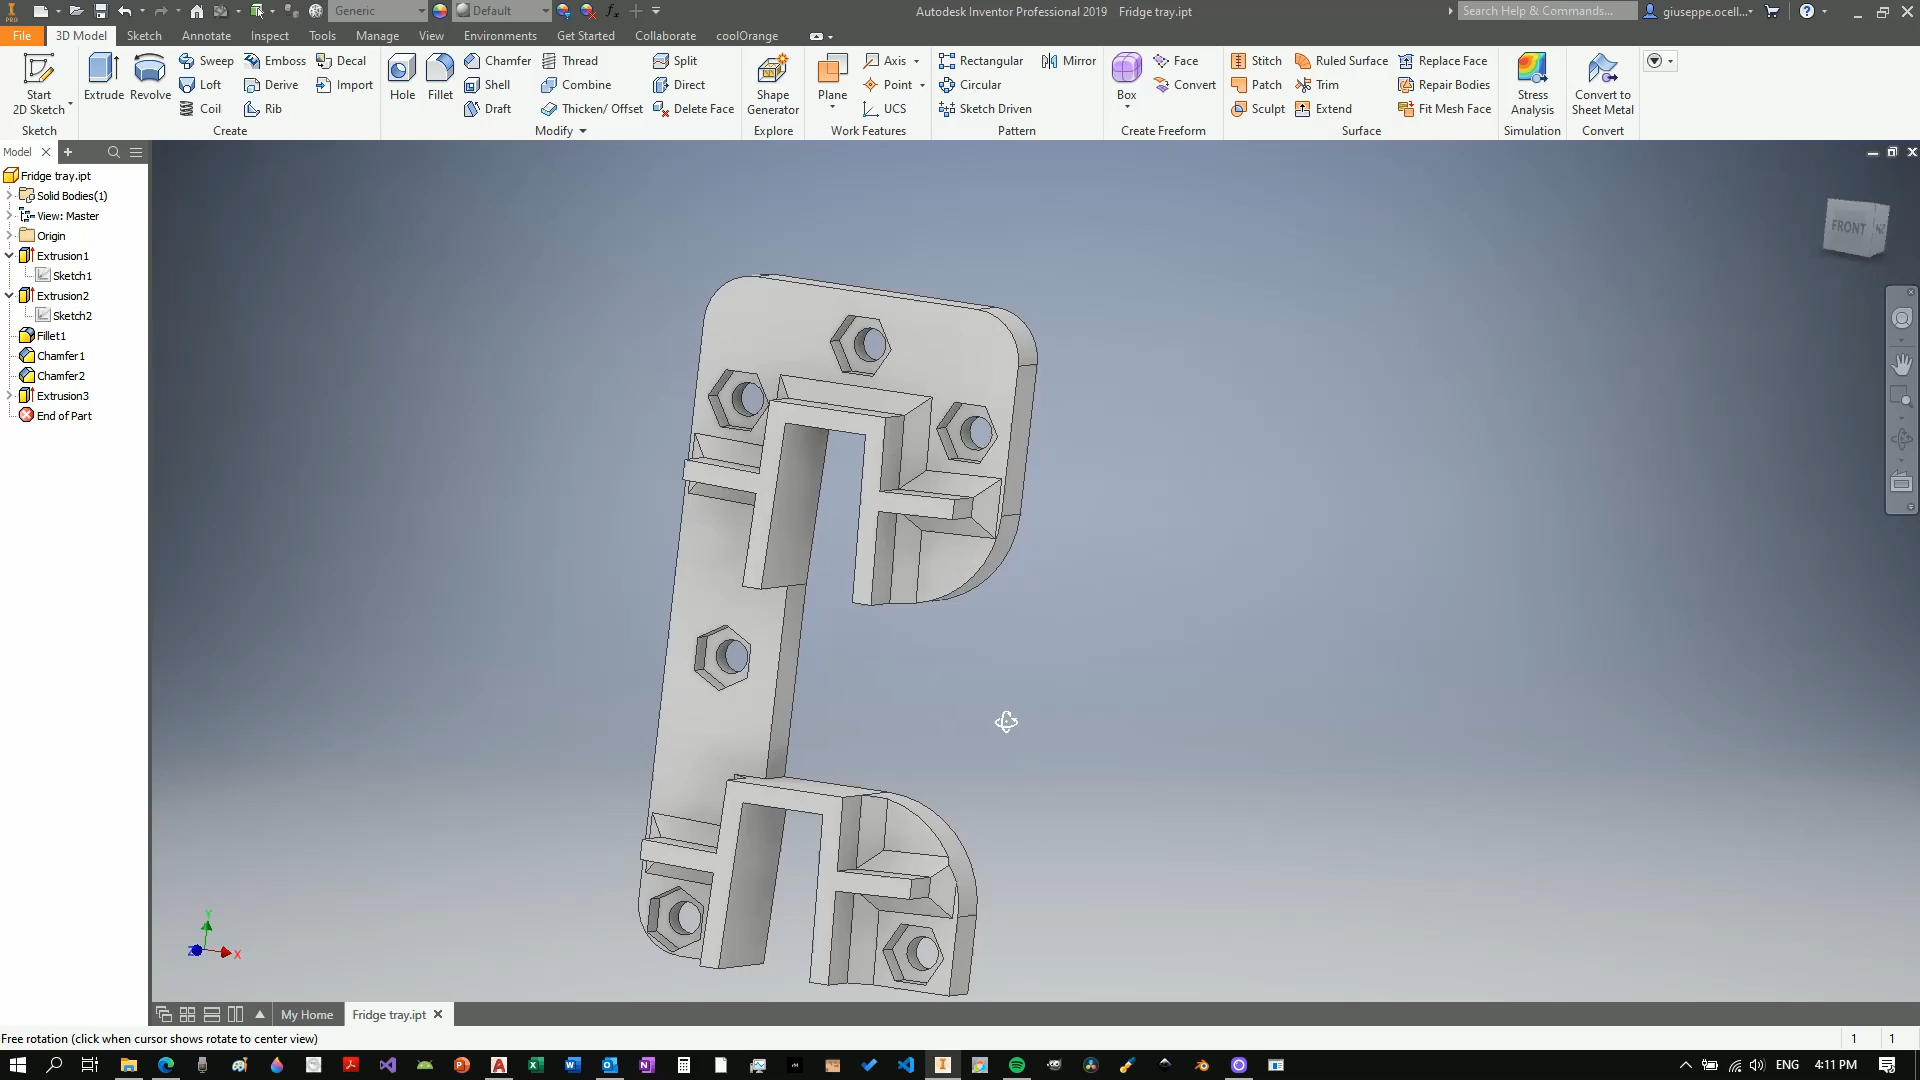 PRO
Generic
Default
Autodesk Inventor Professional 2019 Fridge tray.ipt
Search Help & Commands...
giuseppe.ocell...
File
3D Model
Sketch
Annotate
Inspect
Tools
Manage
View
Environments
Get Started
Collaborate
coolOrange
Start
2D Sketch
Sketch
Extrude
Revolve
Sweep
Emboss
Decal
Loft
Derive
Import
Coil
Rib
Create
Hole
Fillet
Chamfer
Thread
Split
Shell
Combine
Direct
Draft
Thicken/ Offset
Delete Face
Modify
Shape
Generator
Explore
Plane
Axis
Point
UCS
Work Features
Rectangular
Mirror
Circular
Sketch Driven
Pattern
Box
Face
Convert
Create Freeform
Stitch
Ruled Surface
Replace Face
Patch
Trim
Repair Bodies
Sculpt
Extend
Fit Mesh Face
Surface
Stress
Analysis
Simulation
Convert to
Sheet Metal
Convert
Model
Fridge tray.ipt
Solid Bodies(1)
View: Master
Origin
Extrusion1
Sketch1
Extrusion2
Sketch2
Fillet1
Chamfer1
Chamfer2
Extrusion3
End of Part
FRONT
Y
Z
X
My Home
Fridge tray.ipt
Free rotation (click when cursor shows rotate to center view)
1
1
ENG
4:11 PM